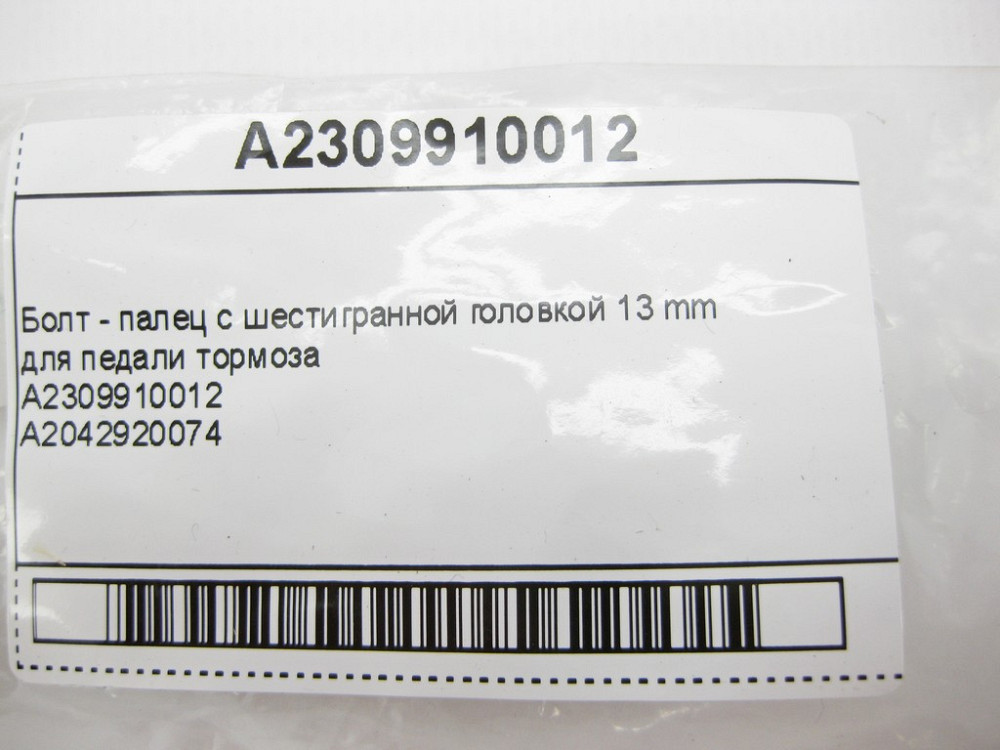 A2309910012
Болт - палец с шестигранной головкой 13 mm
для педали тормоза
A2309910012
A2042920074